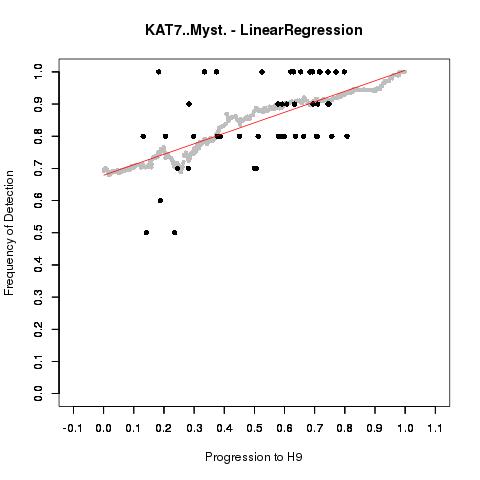 KAT7..Myst. - LinearRegression
1.0
0.9
0.8
0.7
0.6
0.5
0.4
0.3
0.2
0.1
0.0
Frequency of Detection
-0.1 0.0 0.1 0.2 0.3 0.4 0.5 0.6 0.7 0.8 0.9 1.0 1.1
Progression to H9